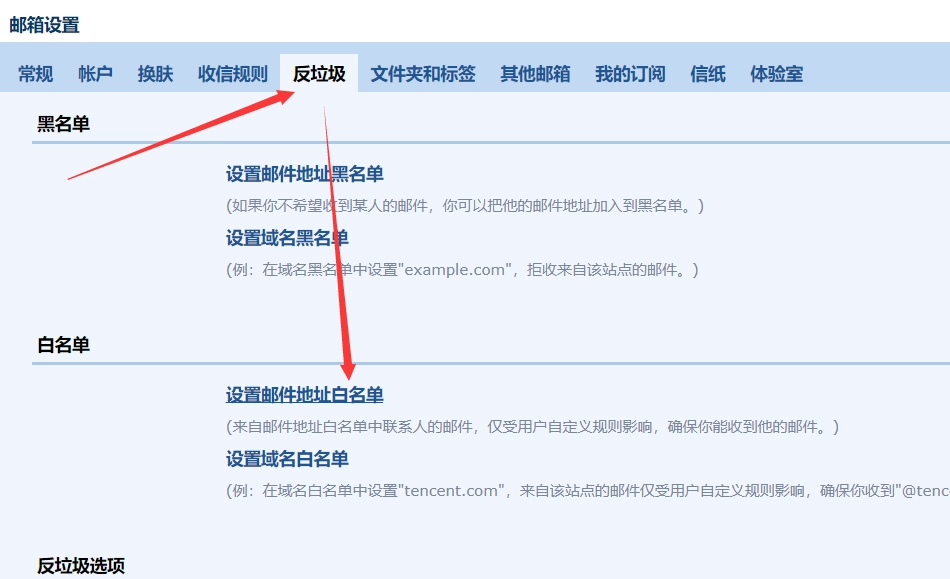 邮箱设置
常规 帐户 换肤 收信规则 反垃圾 文件夹和标签 其他邮箱 我的订阅 信纸 体验室
黑名单
设置邮件地址黑名单
(如果你不希望收到某人的邮件，你可以把他的邮件地址加入到黑名单。)
设置域名黑名单
(例：在域名黑名单中设置"example.com"，拒收来自该站点的邮件。)
白名单
设置邮件地址白名单
(来自邮件地址白名单中联系人的邮件，仅受用户自定义规则影响，确保你能收到他的邮件。)
设置域名白名单
(例：在域名白名单中设置"tencent.com"，来自该站点的邮件仅受用户自定义规则影响，确保你收到"@tenc
反垃圾选项